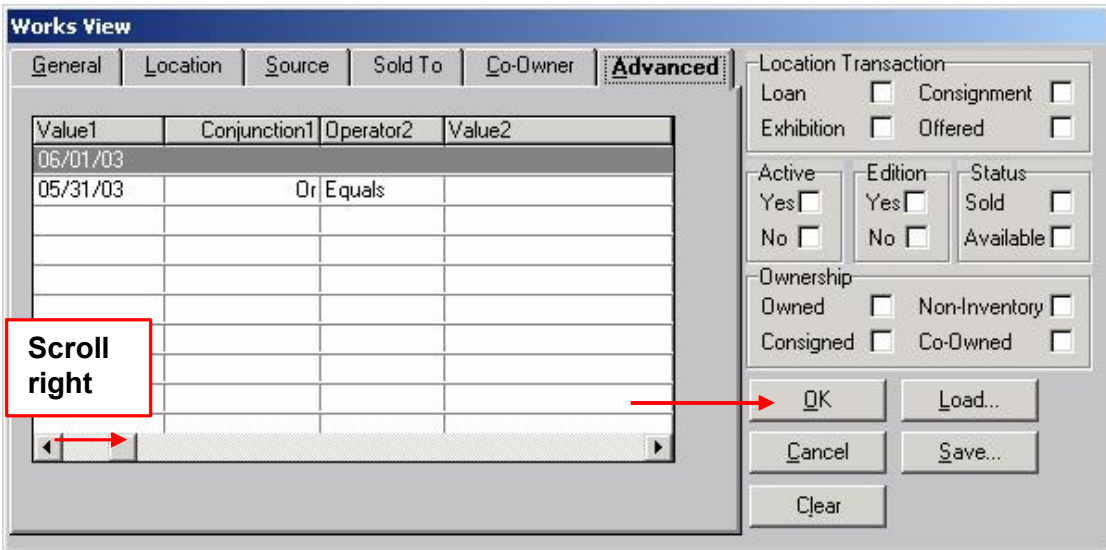 Works View
General Location Source Sold To Co-Owner Advanced
Value1 Conjunction1 Operator2 Value2
06/01/03
05/31/03 Or Equals
Scroll
right
Location Transaction
Loan Consignment
Exhibition Offered
Active Edition Status
Yes Yes Sold
No No Available
Ownership
Owned Non-Inventory
Consigned Co-Owned
OK Load...
Cancel Save...
Clear